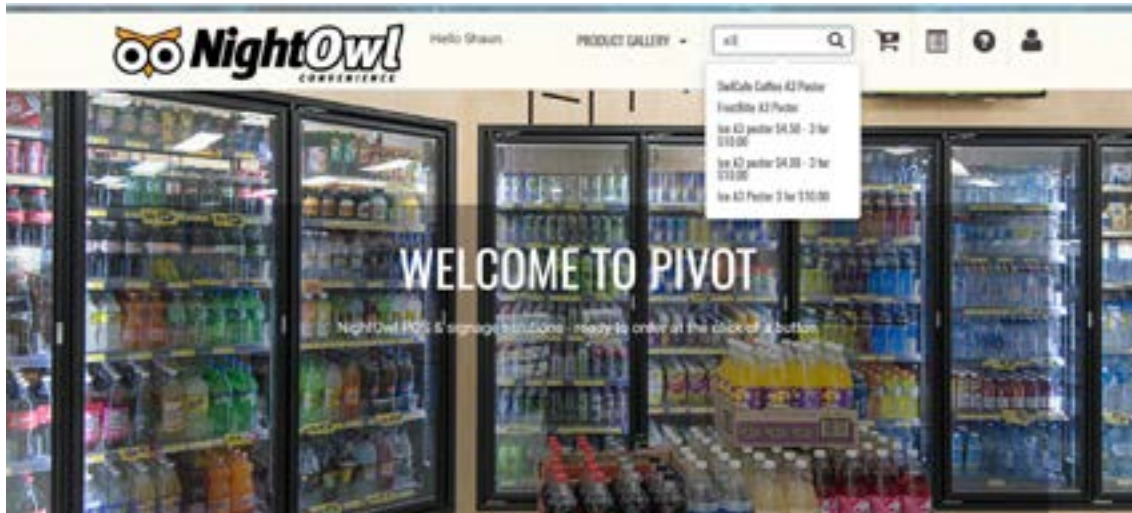 NightOwl
CONVENIENCE
Hello Shaun
PRODUCT GALLERY
OwlCafe Coffee A3 Poster
FrostBite A3 Poster
Ice A3 poster $4.50 - 3 for
$10.00
Ice A3 poster $4.00 - 3 for
$10.00
Ice A3 Poster 3 for $10.00
WELCOME TO PIVOT
NightOwl POS & signage solutions - ready to order at the click of a button